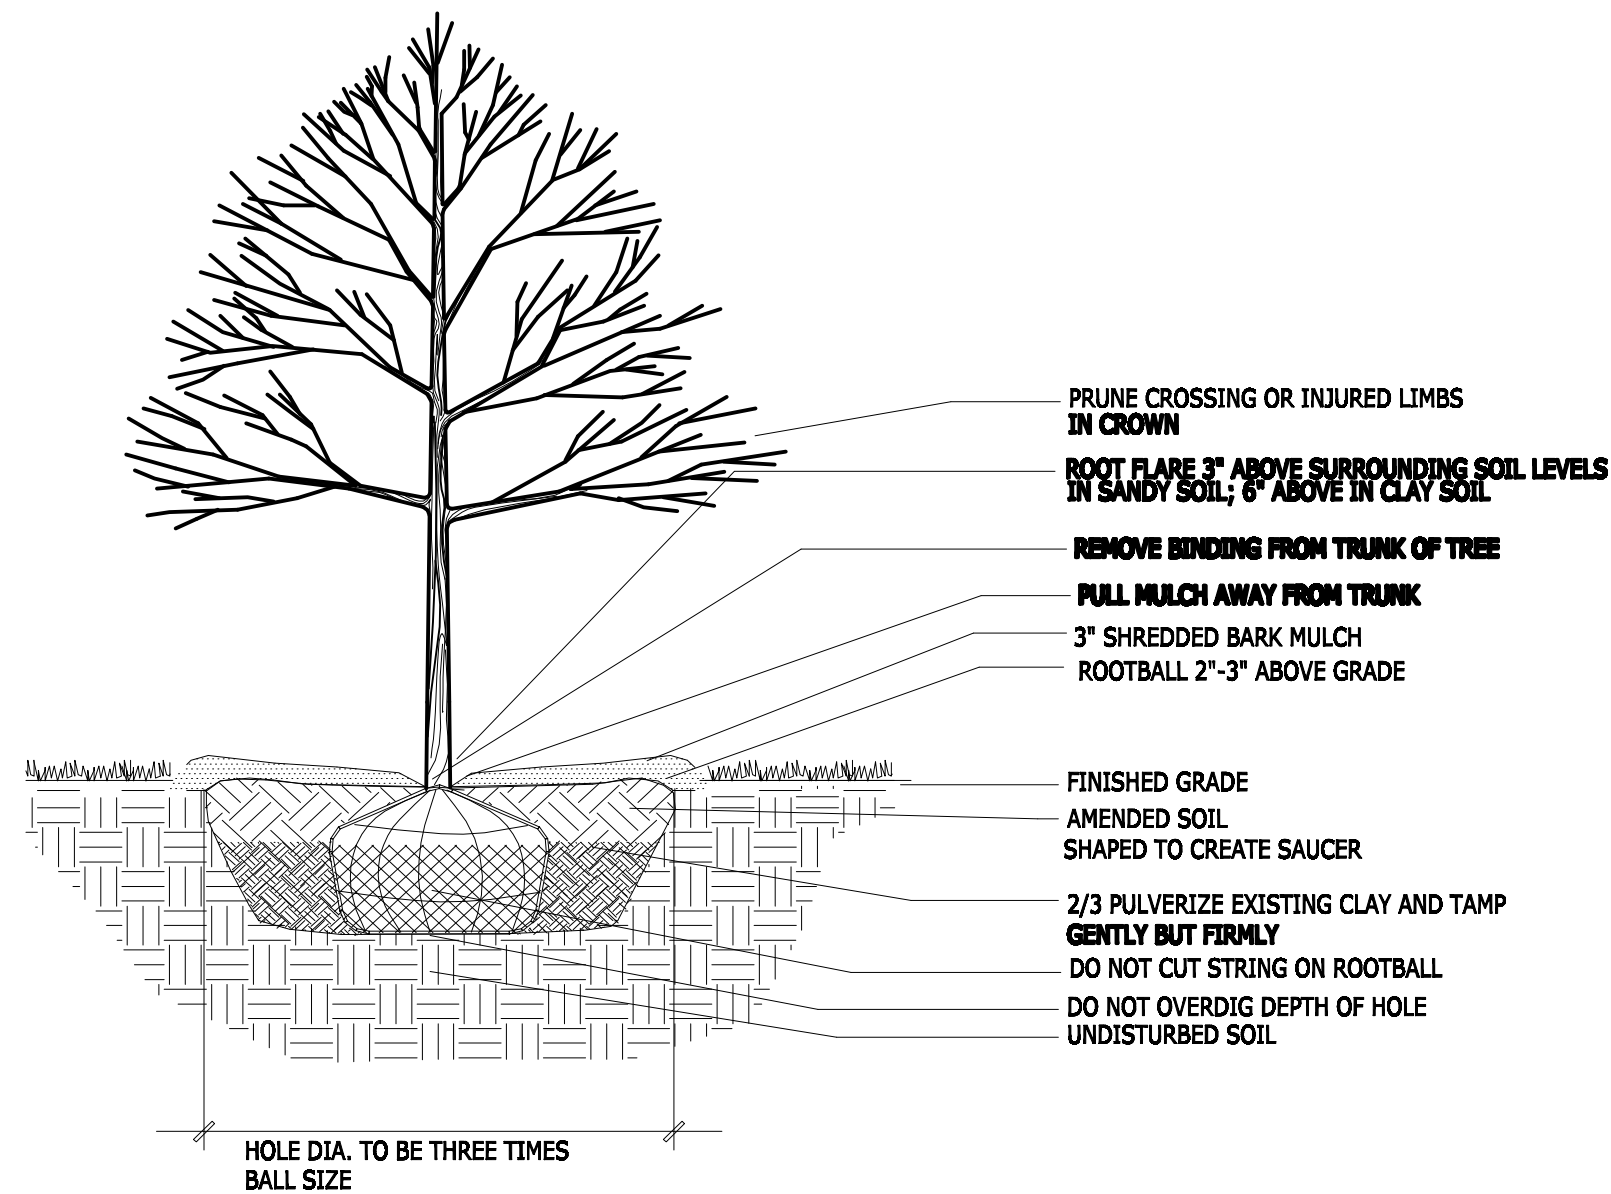 PRUNE CROSSING OR INJURED LIMBS
IN CROWN
ROOT FLARE 3" ABOVE SURROUNDING SOIL LEVELS
IN SANDY SOIL; 6" ABOVE IN CLAY SOIL
REMOVE BINDING FROM TRUNK OF TREE
PULL MULCH AWAY FROM TRUNK
3" SHREDDED BARK MULCH
ROOTBALL 2"-3" ABOVE GRADE
FINISHED GRADE
AMENDED SOIL
SHAPED TO CREATE SAUCER
2/3 PULVERIZE EXISTING CLAY AND TAMP
GENTLY BUT FIRMLY
DO NOT CUT STRING ON ROOTBALL
DO NOT OVERDIG DEPTH OF HOLE
UNDISTURBED SOIL
HOLE DIA. TO BE THREE TIMES
BALL SIZE